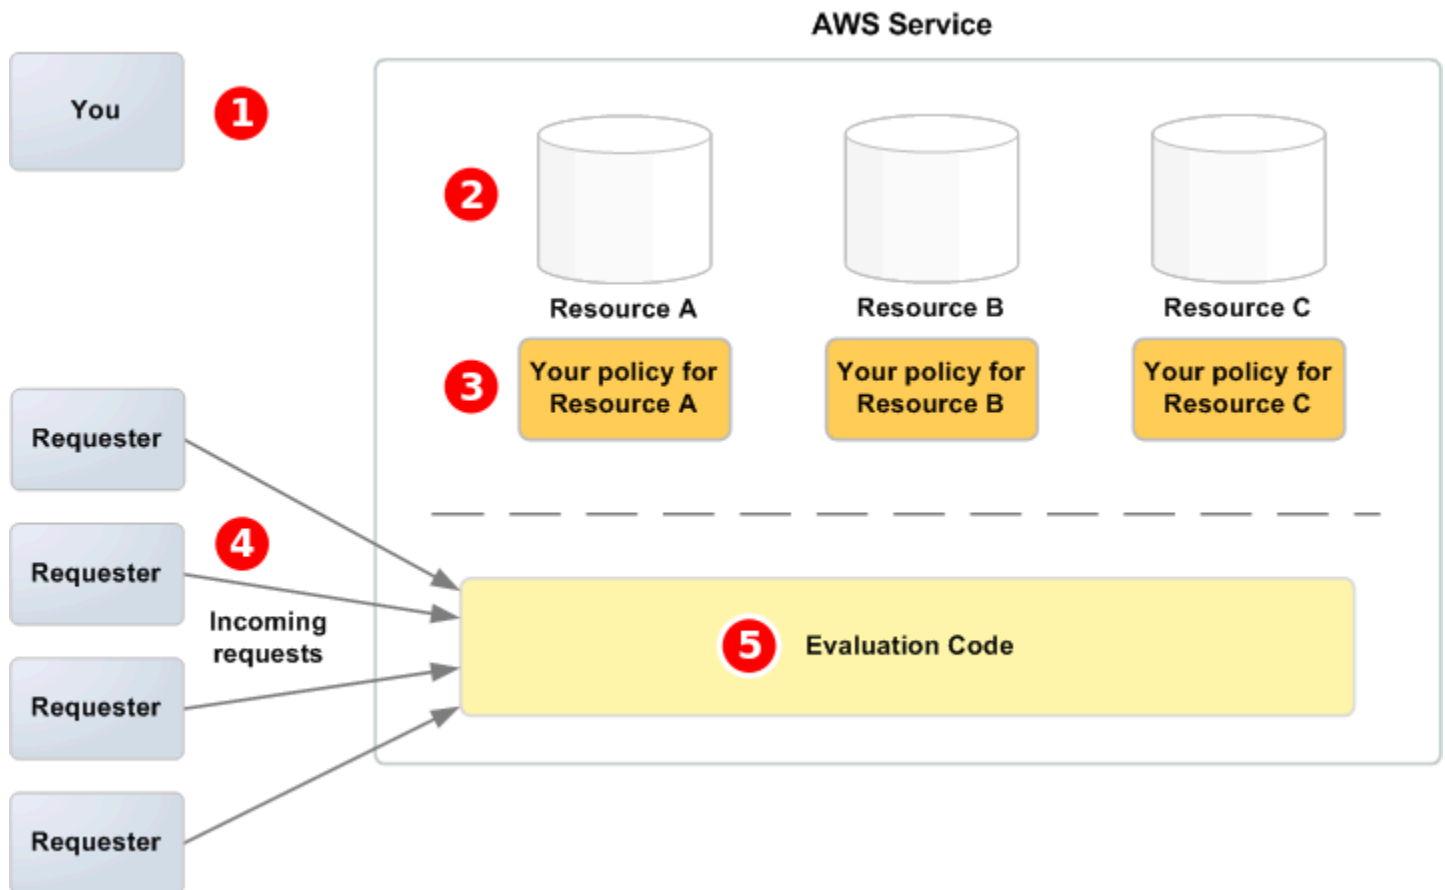 AWS Service
You
1
2
Resource A
Resource B
Resource C
3
Your policy for
Resource A
Your policy for
Resource B
Your policy for
Resource C
Requester
4
Requester
Incoming
requests
5
Evaluation Code
Requester
Requester